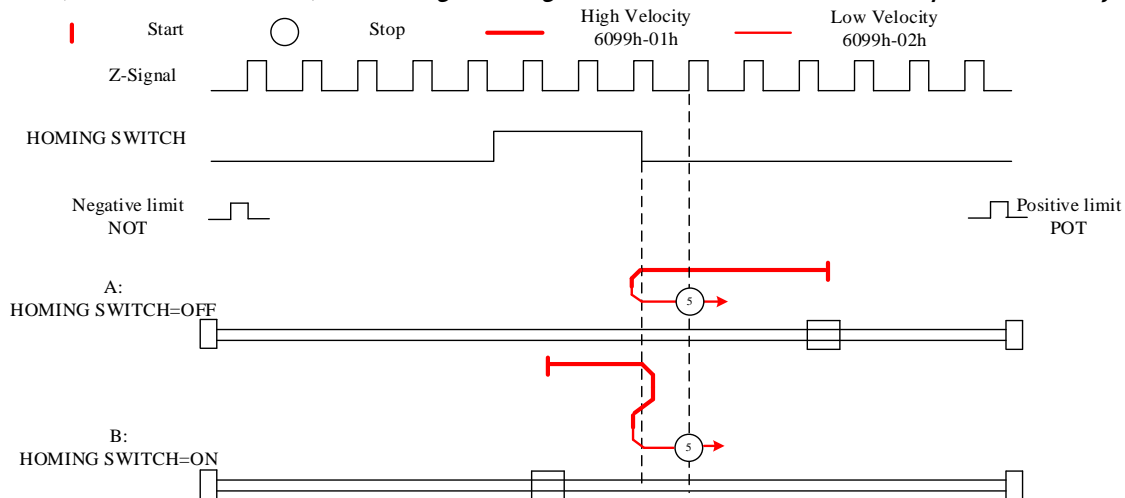 Start
Stop
High Velocity
6099h-01h
Low Velocity
6099h-02h
Z-Signal
HOMING SWITCH
Negative limit
NOT
Positive limit
POT
A:
HOMING SWITCH=OFF
5
B:
HOMING SWITCH=ON
5